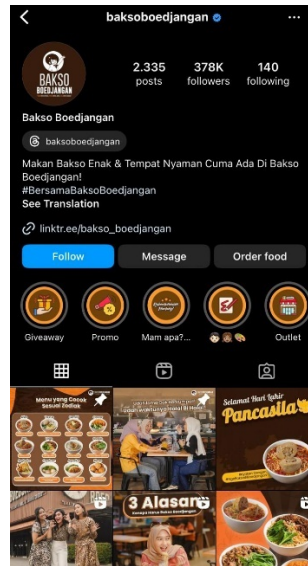 baksoboedjangan
BAKSO
BOEDJANGAN
2.335
posts
378K
followers
140
following
Bakso Boedjangan
baksoboedjangan
Makan Bakso Enak & Tempat Nyaman Cuma Ada Di Bakso
Boedjangan!
#BersamaBaksoBoedjangan
See Translation
linktr.ee/bakso_boedjangan
Follow
Message
Order food
Giveaway
Promo
Mam apa?...
Outlet
Menu yang Cocok
Sesuai Zodiak
Selamat Hari Lahir
Pancasila
3 Alasan